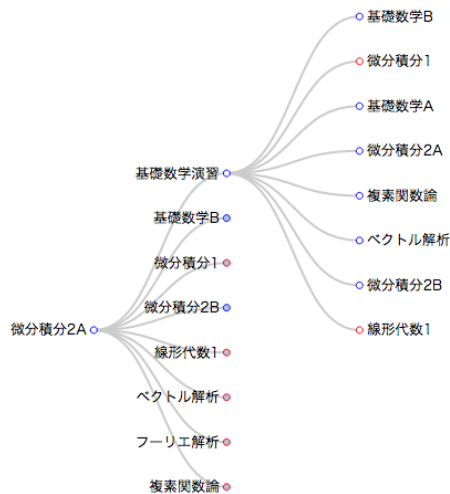 基礎数学B
微分積分1
基礎数学A
微分積分2A
複素関数論
ベクトル解析
微分積分2B
線形代数1
基礎数学演習
基礎数学B
微分積分1
微分積分2B
線形代数1
ベクトル解析
フーリエ解析
複素関数論
微分積分2A